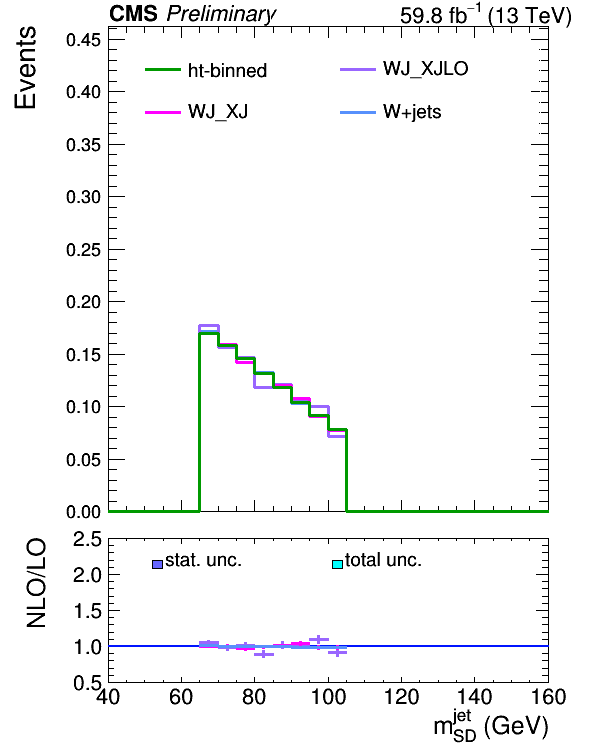 CMS Preliminary 59.8 fb⁻¹ (13 TeV)
Events
0.45
0.40
0.35
0.30
0.25
0.20
0.15
0.10
0.05
0.00
ht-binned WJ_XJLO
WJ_XJ W+jets
NLO/LO
2.5
2.0
1.5
1.0
0.5
stat. unc. total unc.
40 60 80 100 120 140 160
m_SD^jet (GeV)